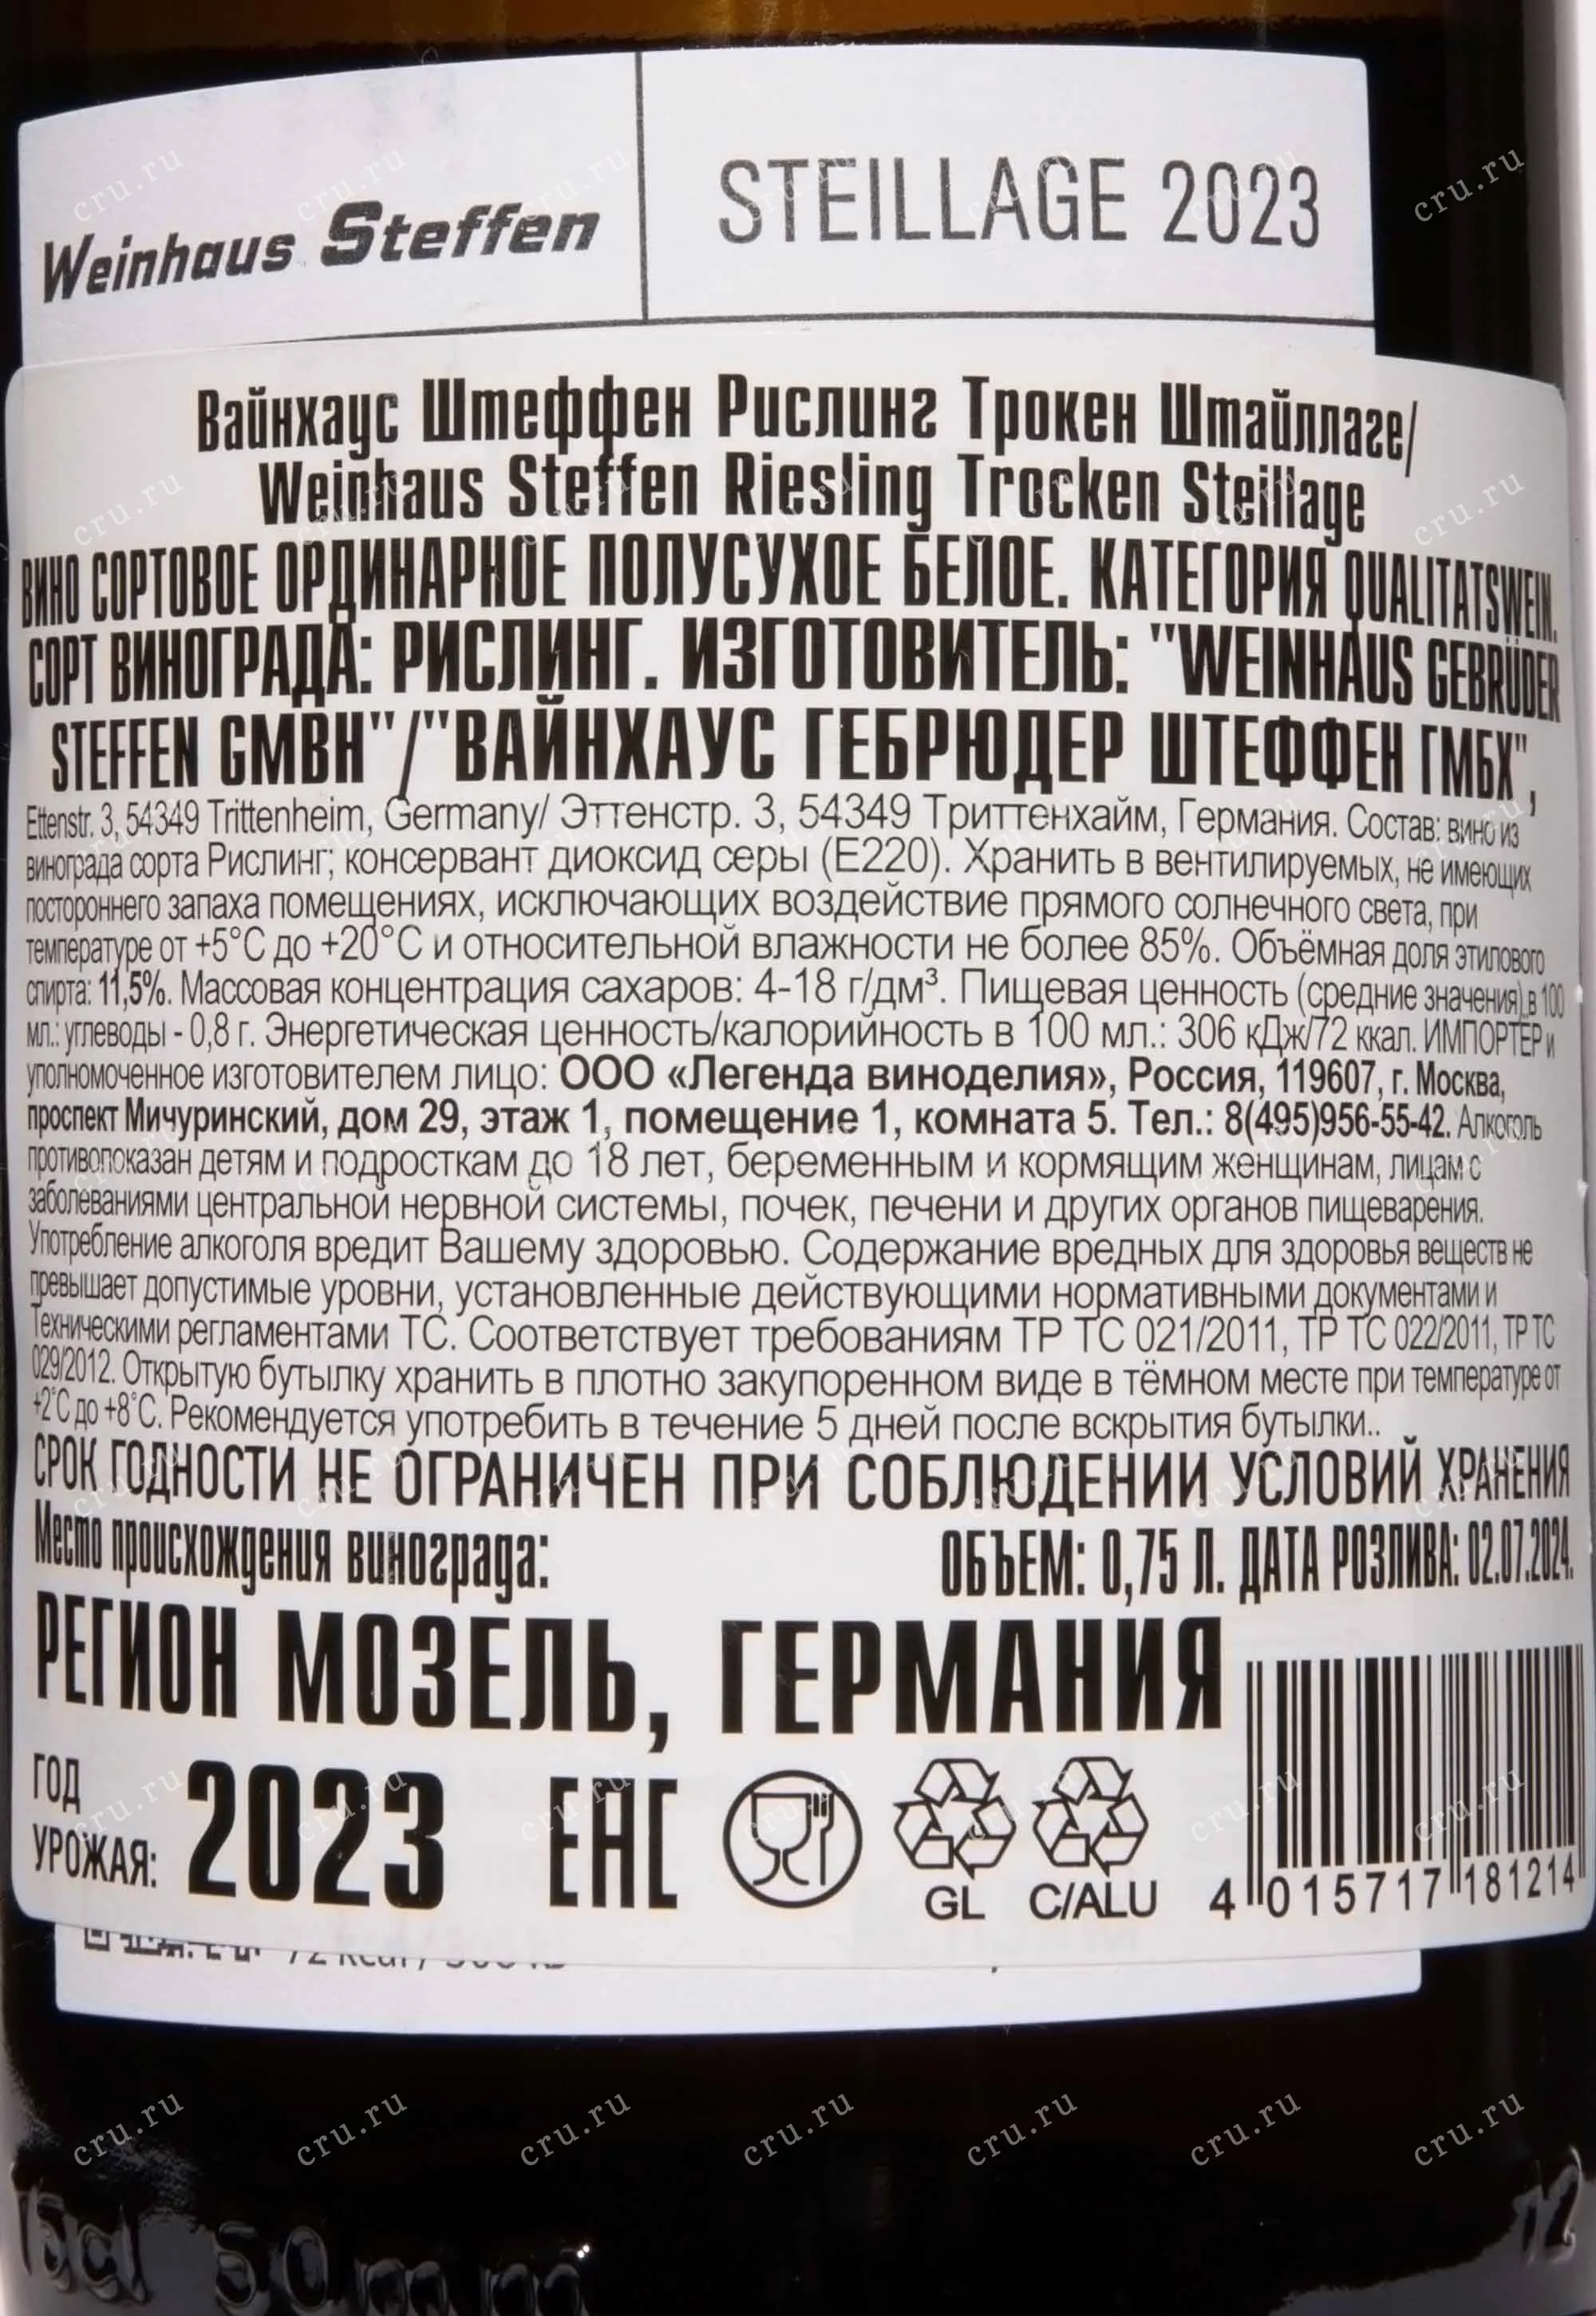 Weinhaus Steffen
STEILLAGE 2023
Вайнхаус Штеффен Рислинг Трокен Штайллаге/
Weinhaus Steffen Riesling Trocken Steillage
ВИНО СОРТОВОЕ ОРДИНАРНОЕ ПОЛУСУХОЕ БЕЛОЕ. КАТЕГОРИЯ QUALITATSWEIN.
СОРТ ВИНОГРАДА: РИСЛИНГ. ИЗГОТОВИТЕЛЬ: "WEINHAUS GEBRÜDER
STEFFEN GMBH"/"ВАЙНХАУС ГЕБРЮДЕР ШТЕФФЕН ГМБХ",
Ettenstr. 3, 54349 Trittenheim, Germany/ Эттенстр. 3, 54349 Триттенхайм, Германия. Состав: вино из
винограда сорта Рислинг; консервант диоксид серы (Е220). Хранить в вентилируемых, не имеющих
постороннего запаха помещениях, исключающих воздействие прямого солнечного света, при
температуре от +5°С до +20°С и относительной влажности не более 85%. Объёмная доля этилового
спирта: 11,5%. Массовая концентрация сахаров: 4-18 г/дм³. Пищевая ценность (средние значения) в 100
мл.: углеводы - 0,8 г. Энергетическая ценность/калорийность в 100 мл.: 306 кДж/72 ккал. ИМПОРТЁР и
уполномоченное изготовителем лицо: ООО «Легенда виноделия», Россия, 119607, г. Москва,
проспект Мичуринский, дом 29, этаж 1, помещение 1, комната 5. Тел.: 8(495)956-55-42. Алкоголь
противопоказан детям и подросткам до 18 лет, беременным и кормящим женщинам, лицам с
заболеваниями центральной нервной системы, почек, печени и других органов пищеварения.
Употребление алкоголя вредит Вашему здоровью. Содержание вредных для здоровья веществ не
превышает допустимые уровни, установленные действующими нормативными документами и
Техническими регламентами ТС. Соответствует требованиям ТР ТС 021/2011, ТР ТС 022/2011, ТР ТС
029/2012. Открытую бутылку хранить в плотно закупоренном виде в тёмном месте при температуре от
+2°С до +8°С. Рекомендуется употребить в течение 5 дней после вскрытия бутылки..
СРОК ГОДНОСТИ НЕ ОГРАНИЧЕН ПРИ СОБЛЮДЕНИИ УСЛОВИЙ ХРАНЕНИЯ
Место происхождения винограда:
ОБЪЕМ: 0,75 Л. ДАТА РОЗЛИВА: 02.07.2024.
РЕГИОН МОЗЕЛЬ, ГЕРМАНИЯ
ГОД
УРОЖАЯ: 2023 ЕАС
GL C/ALU
4 015717 181214
50mm
72
cru.ru